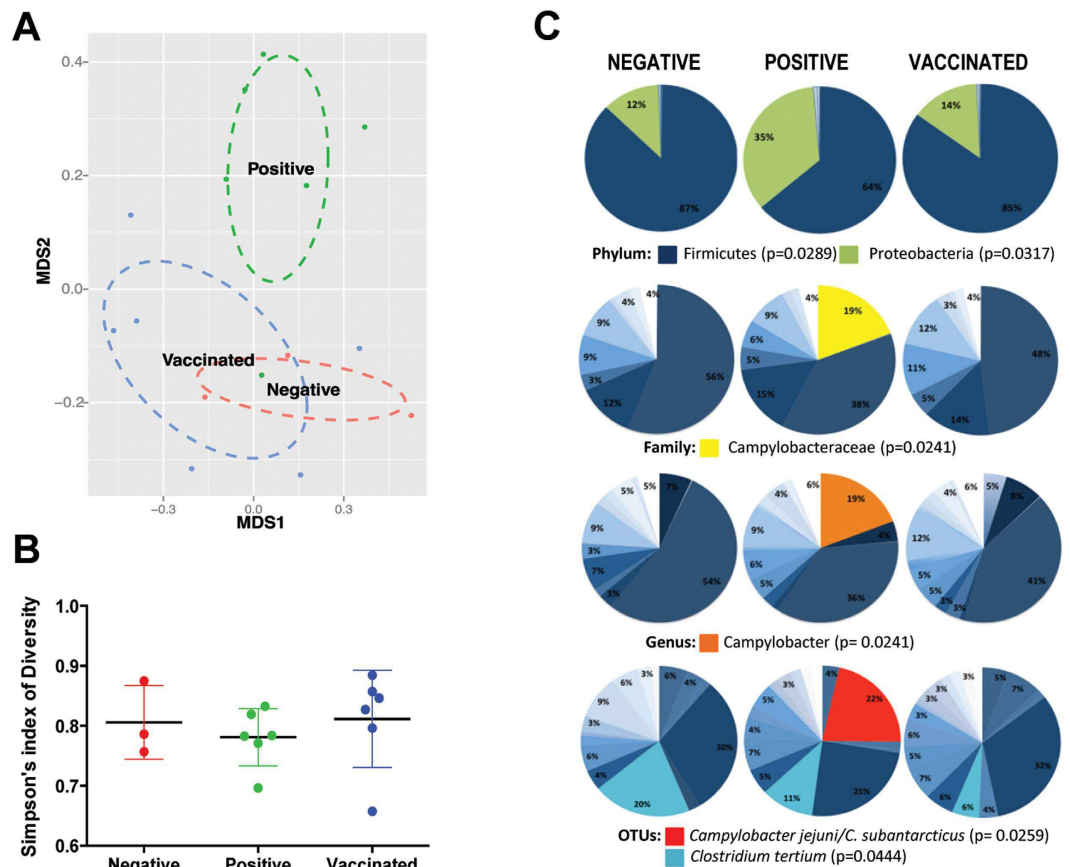 A
0.4
0.2
0.0
−0.2
MDS2
Positive
Vaccinated
Negative
−0.3
0.0
0.3
MDS1
B
Simpson's index of Diversity
1.0
0.9
0.8
0.7
0.6
Negative
Positive
Vaccinated
C
NEGATIVE POSITIVE VACCINATED
12% 87%
35% 64%
14% 85%
Phylum: Firmicutes (p=0.0289) Proteobacteria (p=0.0317)
4% 4% 9% 9% 3% 12% 56%
4% 19% 9% 6% 5% 15% 38%
3% 4% 12% 11% 5% 14% 48%
Family: Campylobacteraceae (p=0.0241)
5% 5% 7% 9% 3% 7% 3% 54%
4% 6% 19% 4% 9% 6% 5% 36%
4% 6% 5% 8% 12% 5% 5% 3% 3% 41%
Genus: Campylobacter (p= 0.0241)
6% 3% 6% 4% 9% 3% 6% 4% 20% 30%
3% 4% 22% 5% 4% 7% 5% 11% 25%
3% 3% 5% 7% 3% 6% 5% 7% 6% 6% 4% 32%
OTUs: Campylobacter jejuni/C. subantarcticus (p= 0.0259)
Clostridium tertium (p=0.0444)